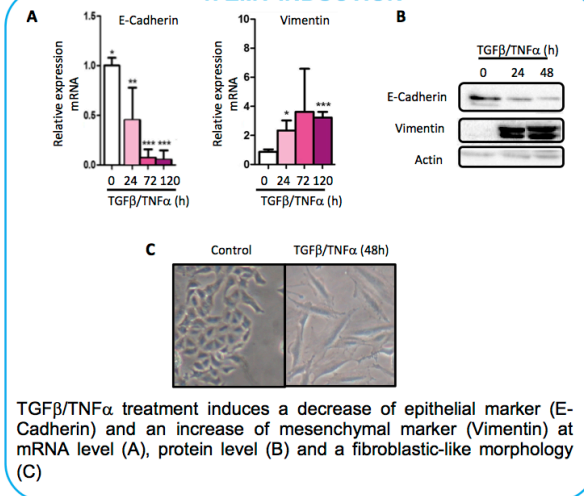 A
E-Cadherin
Vimentin
B
Relative expression
mRNA
1.5
1.0
0.5
0.0
*
**
***
***
0 24 72 120
TGFβ/TNFα (h)
Relative expression
mRNA
10
8
6
4
2
0
*
***
0 24 72 120
TGFβ/TNFα (h)
TGFβ/TNFα (h)
0 24 48
E-Cadherin
Vimentin
Actin
C
Control
TGFβ/TNFα (48h)
TGFβ/TNFα treatment induces a decrease of epithelial marker (E-
Cadherin) and an increase of mesenchymal marker (Vimentin) at
mRNA level (A), protein level (B) and a fibroblastic-like morphology
(C)